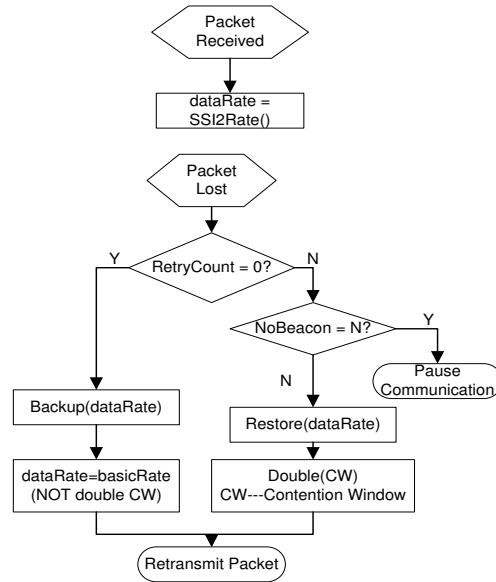 Packet
Received
dataRate =
SSI2Rate()
Packet
Lost
Y
RetryCount = 0?
N
NoBeacon = N?
Y
N
Pause
Communication
Backup(dataRate)
Restore(dataRate)
dataRate=basicRate
(NOT double CW)
Double(CW)
CW---Contention Window
Retransmit Packet